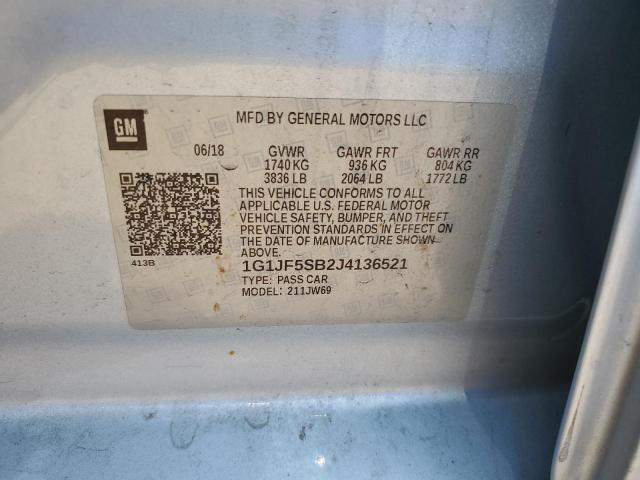 GM
MFD BY GENERAL MOTORS LLC
06/18 GVWR GAWR FRT GAWR RR
1740 KG 936 KG 804 KG
3836 LB 2064 LB 1772 LB
THIS VEHICLE CONFORMS TO ALL
APPLICABLE U.S. FEDERAL MOTOR
VEHICLE SAFETY, BUMPER, AND THEFT
PREVENTION STANDARDS IN EFFECT ON
THE DATE OF MANUFACTURE SHOWN
ABOVE.
413B
1G1JF5SB2J4136521
TYPE: PASS CAR
MODEL: 211JW69